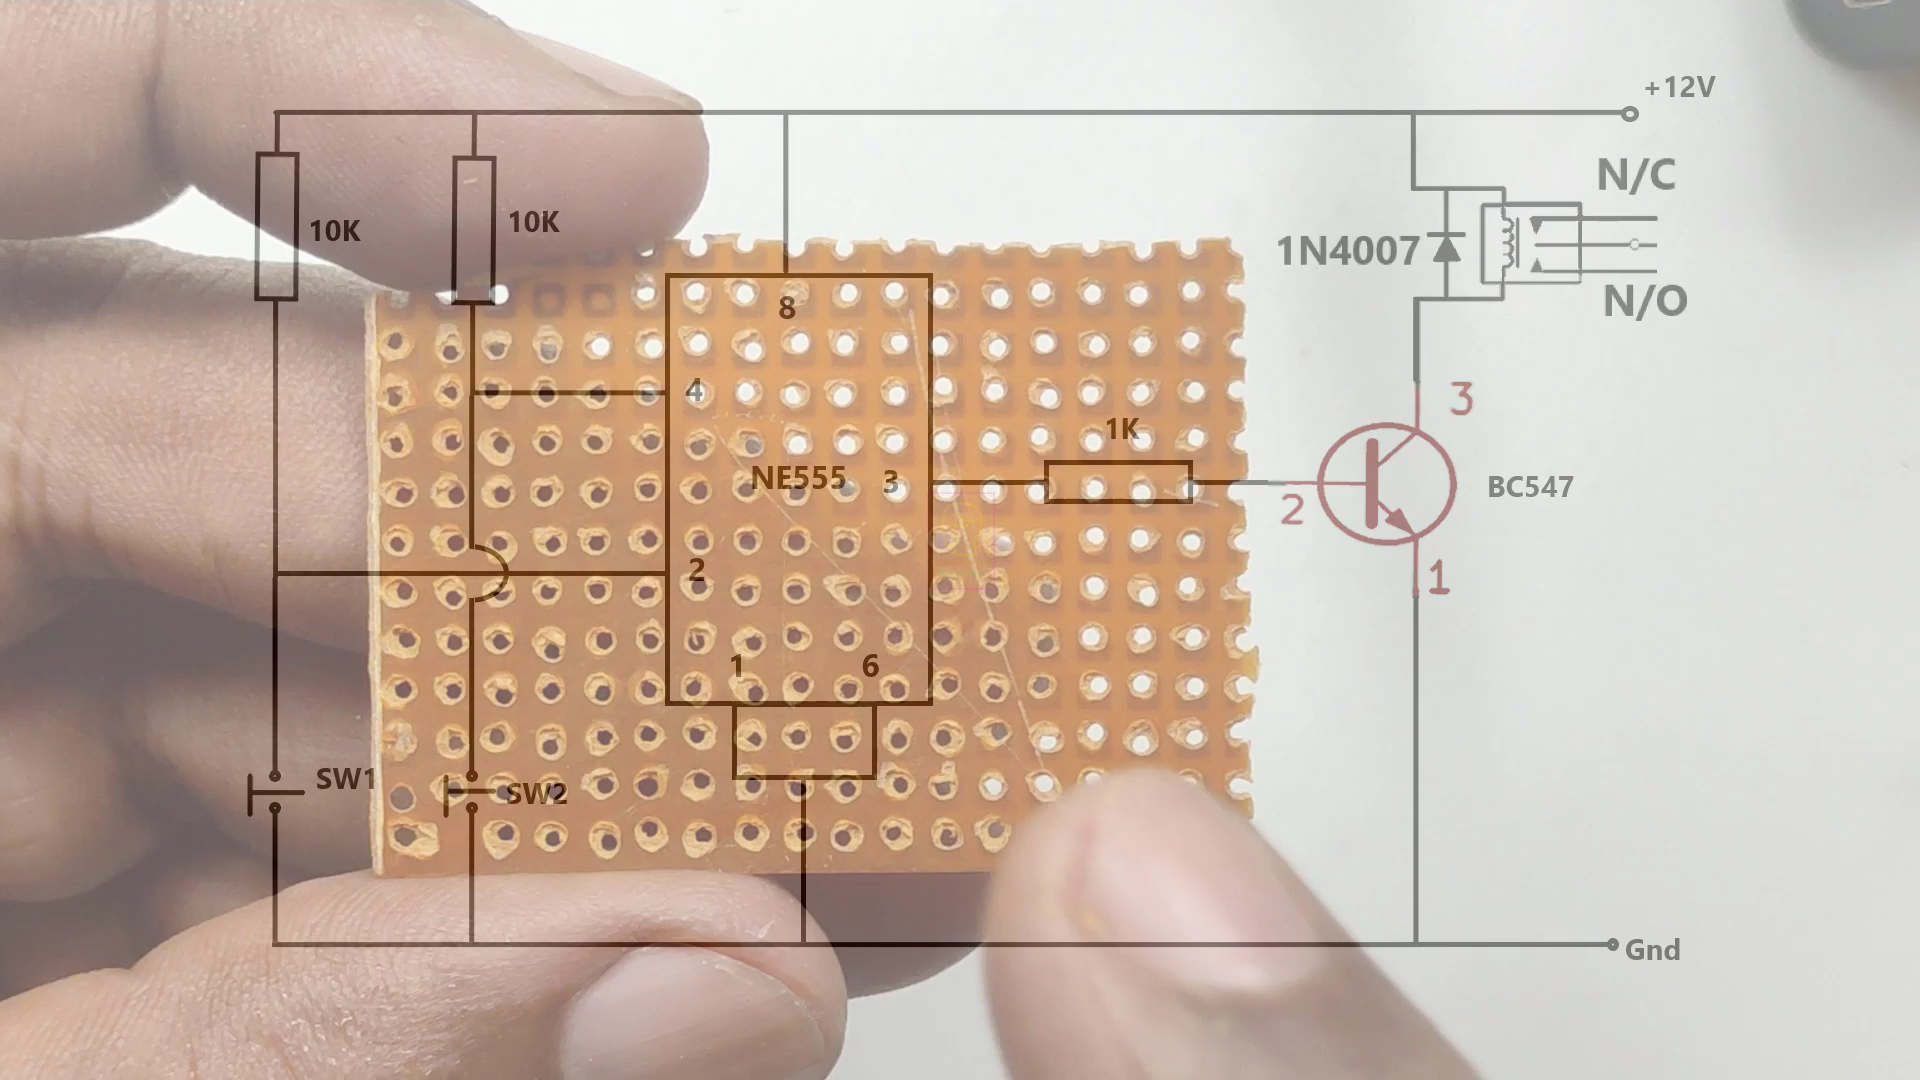 +12V
N/C
10K
10K
1N4007
N/O
8
4
3
1K
NE555
3
BC547
2
2
1
1
6
SW1
SW2
Gnd